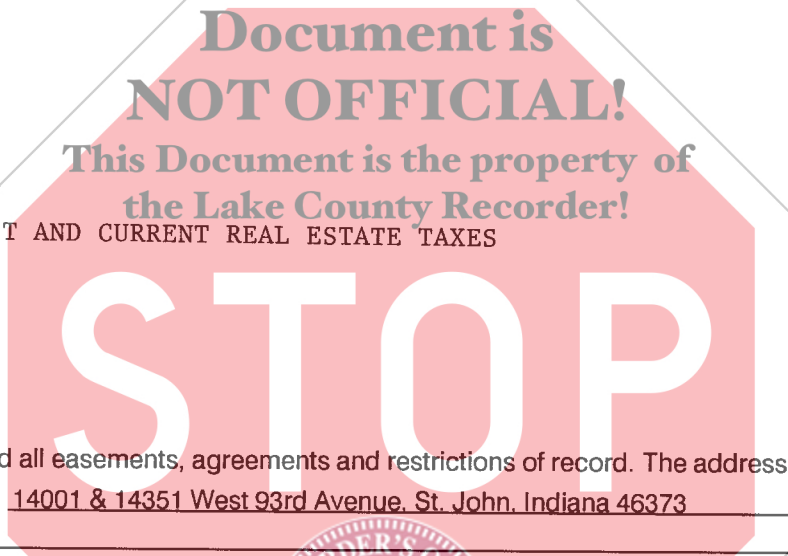 Document is
NOT OFFICIAL!
This Document is the property of
the Lake County Recorder!
T AND CURRENT REAL ESTATE TAXES
STOP
d all easements, agreements and restrictions of record. The address
14001 & 14351 West 93rd Avenue, St. John, Indiana 46373
DER'S